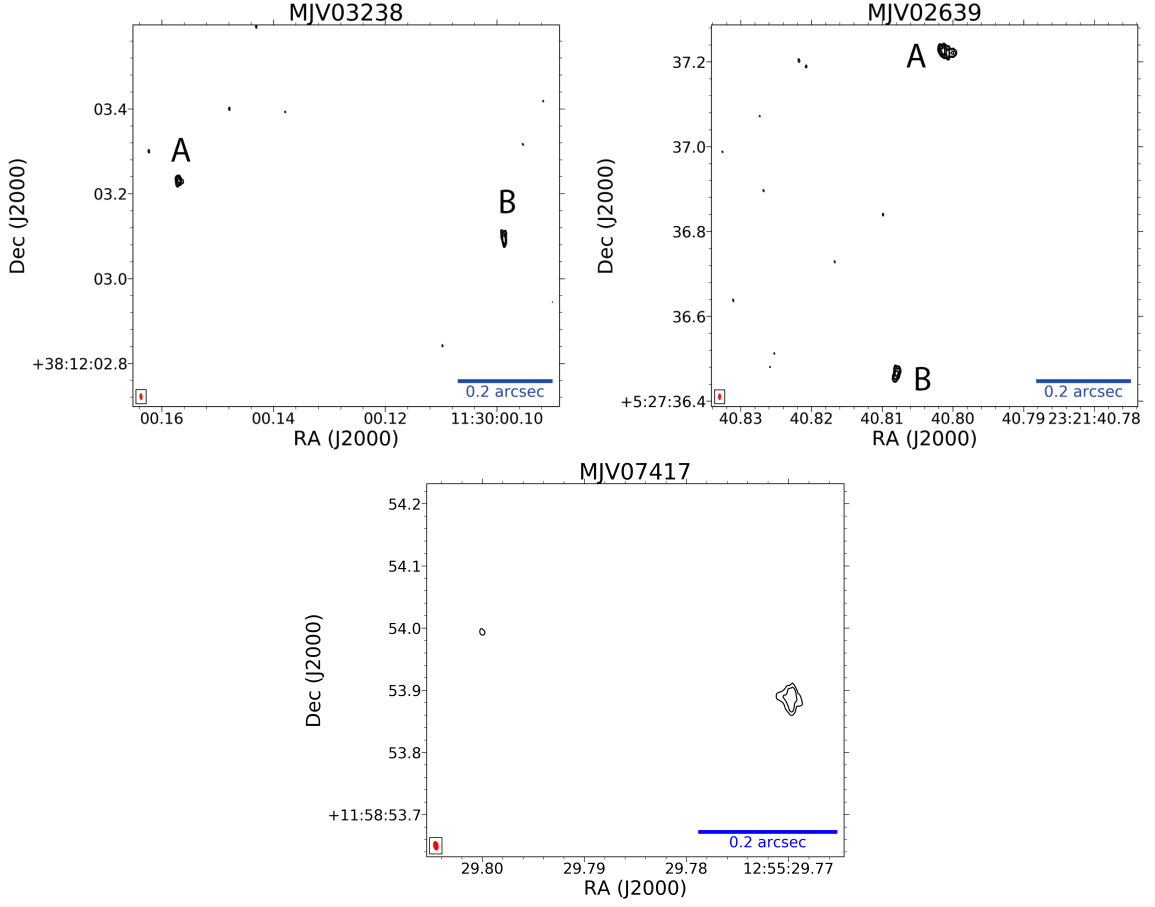 MJV03238
Dec (J2000)
03.4
03.2
03.0
+38:12:02.8
A
B
0.2 arcsec
00.16 00.14 00.12 11:30:00.10
RA (J2000)
MJV02639
Dec (J2000)
37.2
37.0
36.8
36.6
+5:27:36.4
A
B
0.2 arcsec
40.83 40.82 40.81 40.80 40.79 23:21:40.78
RA (J2000)
MJV07417
Dec (J2000)
54.2
54.1
54.0
53.9
53.8
+11:58:53.7
0.2 arcsec
29.80 29.79 29.78 12:55:29.77
RA (J2000)